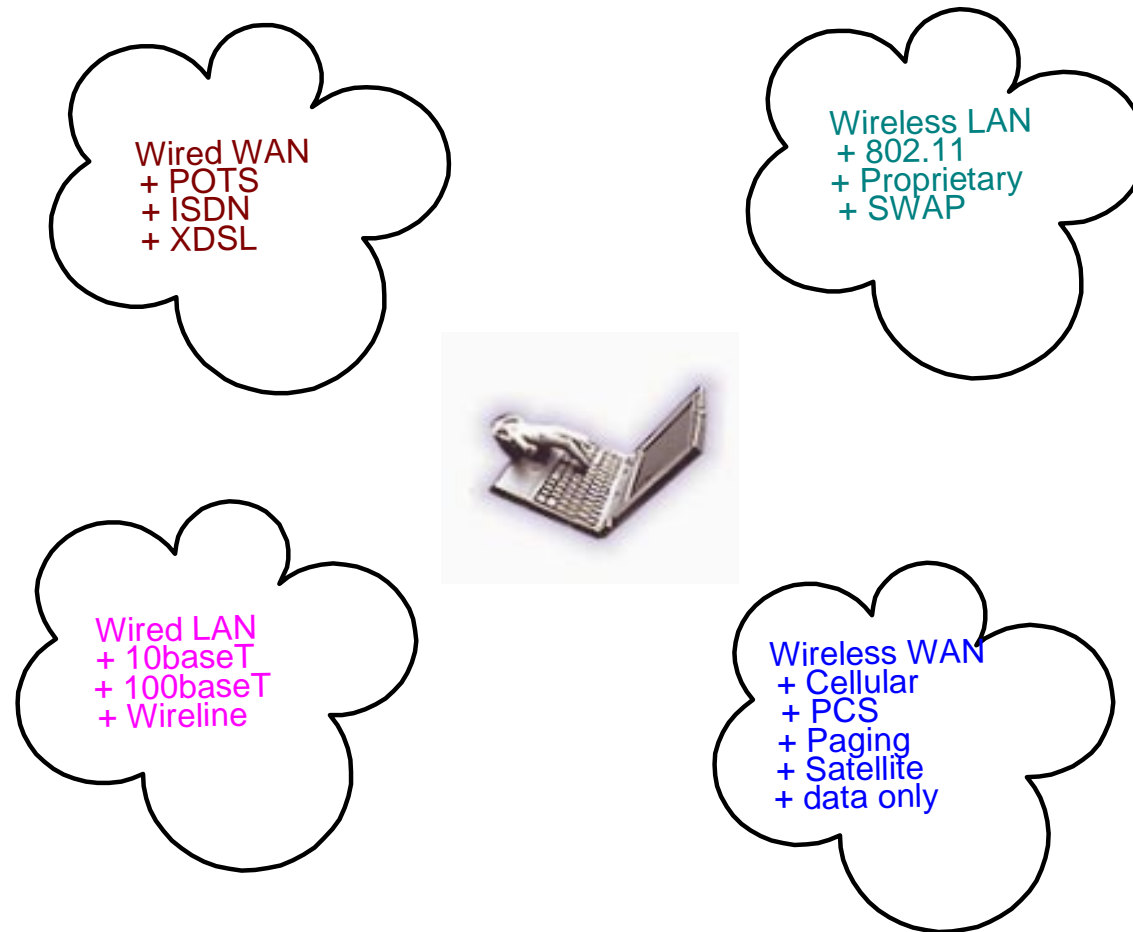 Wired WAN
+ POTS
+ ISDN
+ XDSL
Wireless LAN
+ 802.11
+ Proprietary
+ SWAP
Wired LAN
+ 10baseT
+ 100baseT
+ Wireline
Wireless WAN
+ Cellular
+ PCS
+ Paging
+ Satellite
+ data only